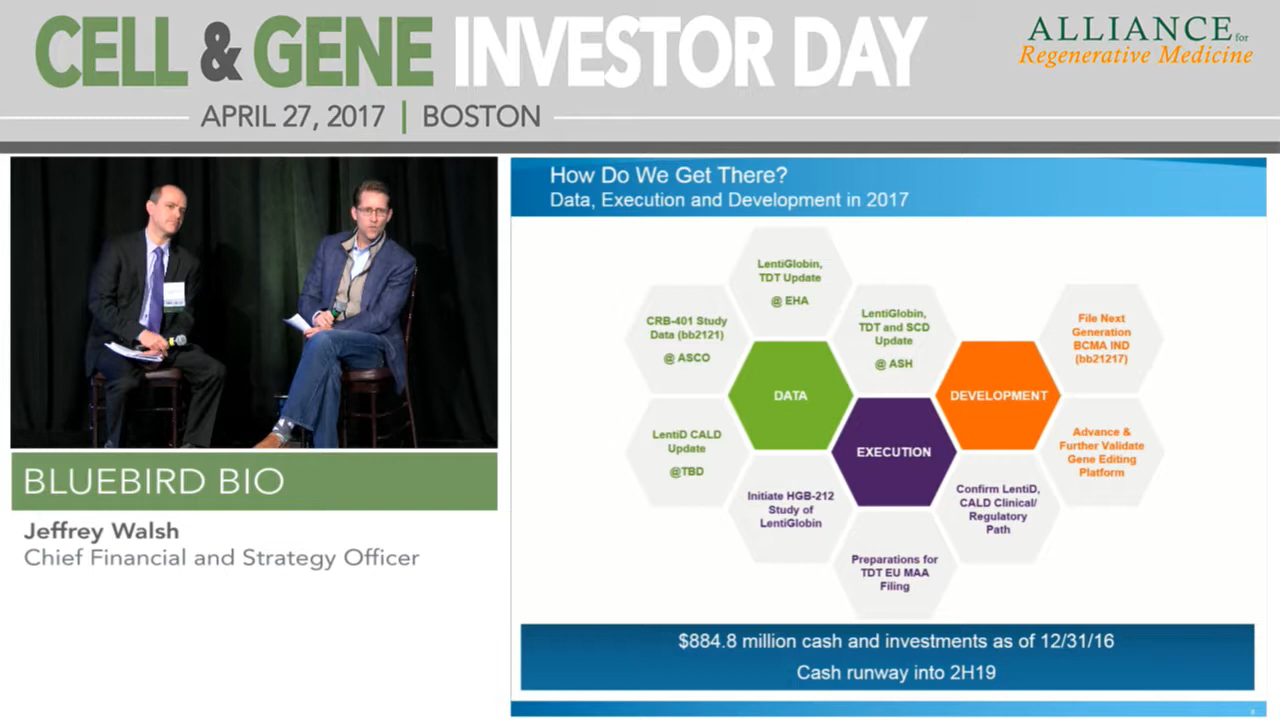 CELL & GENE INVESTOR DAY
APRIL 27, 2017 | BOSTON
ALLIANCE for
Regenerative Medicine
BLUEBIRD BIO
Jeffrey Walsh
Chief Financial and Strategy Officer
How Do We Get There?
Data, Execution and Development in 2017
LentiGlobin,
TDT Update
@ EHA
CRB-401 Study
Data (bb2121)
@ ASCO
LentiGlobin,
TDT and SCD
Update
@ ASH
File Next
Generation
BCMA IND
(bb21217)
DATA
DEVELOPMENT
EXECUTION
LentiD CALD
Update
@TBD
Advance &
Further Validate
Gene Editing
Platform
Initiate HGB-212
Study of
LentiGlobin
Confirm LentiD,
CALD Clinical/
Regulatory
Path
Preparations for
TDT EU MAA
Filing
$884.8 million cash and investments as of 12/31/16
Cash runway into 2H19